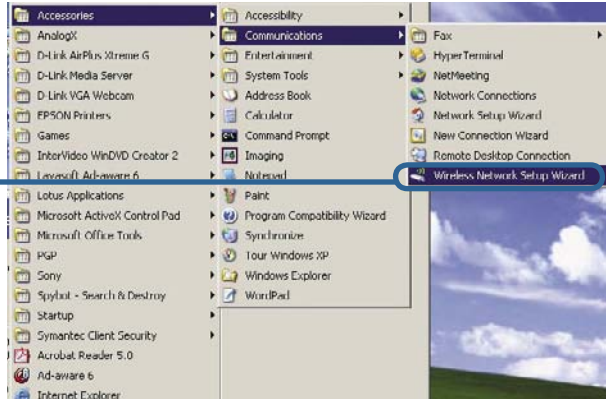 Accessories
AnalogX
D-Link AirPlus Xtreme G
D-Link Media Server
D-Link VGA Webcam
EPSON Printers
Games
InterVideo WinDVD Creator 2
Lavasoft Ad-aware 6
Lotus Applications
Microsoft ActiveX Control Pad
Microsoft Office Tools
PGP
Sony
Spybot - Search & Destroy
Startup
Symantec Client Security
Acrobat Reader 5.0
Ad-aware 6
Internet Explorer
Accessibility
Communications
Entertainment
System Tools
Address Book
Calculator
Command Prompt
Imaging
Notepad
Paint
Program Compatibility Wizard
Synchronize
Tour Windows XP
Windows Explorer
WordPad
Fax
HyperTerminal
NetMeeting
Network Connections
Network Setup Wizard
New Connection Wizard
Remote Desktop Connection
Wireless Network Setup Wizard